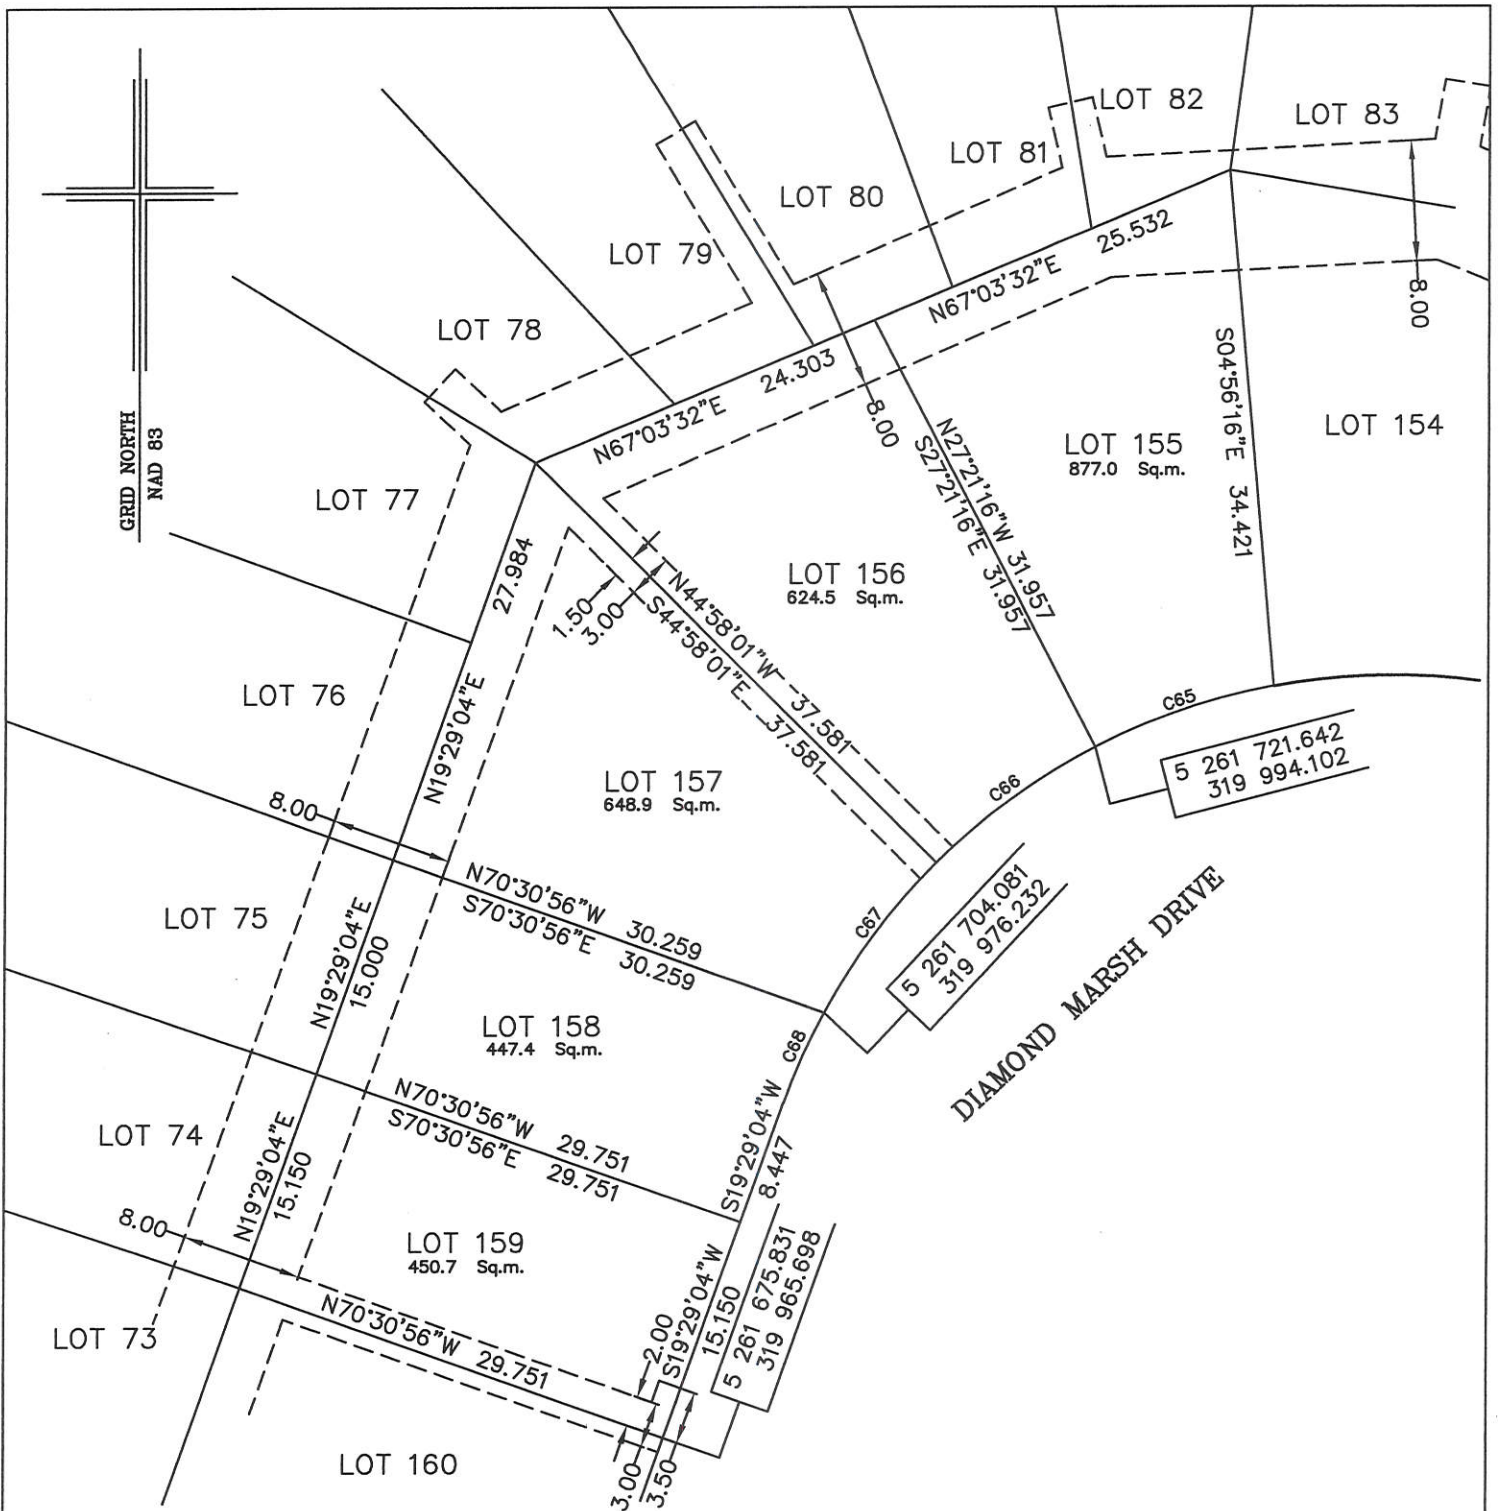 LOT 82
LOT 83
LOT 81
LOT 80
LOT 79
LOT 78
LOT 77
LOT 76
LOT 75
LOT 74
LOT 73
GRID NORTH
NAD 83
N67°03'32"E 25.532
N67°03'32"E 24.303
8.00
8.00
S04°56'16"E 34.421
LOT 154
LOT 155
877.0 Sq.m.
N27°21'16"W 31.957
S27°21'16"E 31.957
LOT 156
624.5 Sq.m.
N44°58'01"W 37.581
S44°58'01"E 37.581
1.50
3.00
27.984
N19°29'04"E
LOT 157
648.9 Sq.m.
C65
C66
C67
C68
5 261 721.642
319 994.102
5 261 704.081
319 976.232
DIAMOND MARSH DRIVE
8.00
N70°30'56"W 30.259
S70°30'56"E 30.259
N19°29'04"E
15.000
LOT 158
447.4 Sq.m.
N70°30'56"W 29.751
S70°30'56"E 29.751
S19°29'04"W
8.447
N19°29'04"E
15.150
8.00
LOT 159
450.7 Sq.m.
S19°29'04"W
15.150
5 261 675.831
319 965.698
N70°30'56"W 29.751
2.00
3.00
3.50
LOT 160